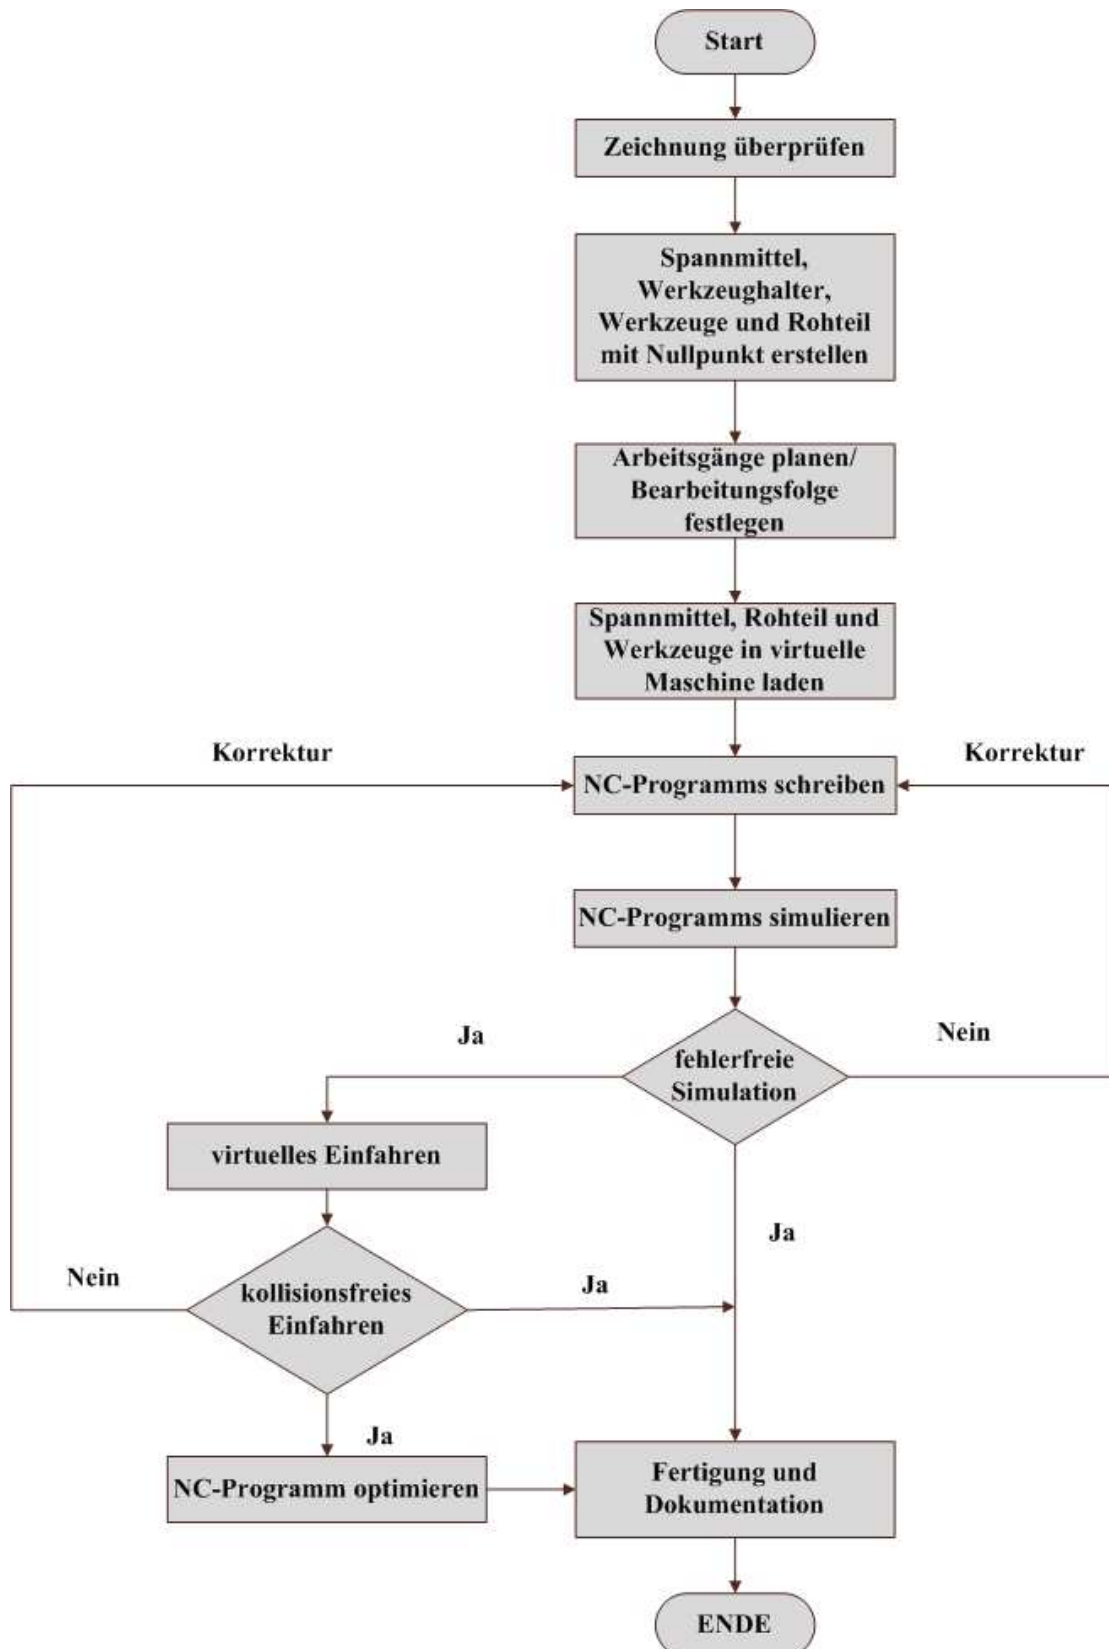 Start
Zeichnung überprüfen
Spannmittel,
Werkzeughalter,
Werkzeuge und Rohteil
mit Nullpunkt erstellen
Arbeitsgänge planen/
Bearbeitungsfolge
festlegen
Spannmittel, Rohteil und
Werkzeuge in virtuelle
Maschine laden
Korrektur
Korrektur
NC-Programms schreiben
NC-Programms simulieren
Ja
fehlerfreie
Simulation
Nein
virtuelles Einfahren
Ja
Nein
kollisionsfreies
Einfahren
Ja
Ja
NC-Programm optimieren
Fertigung und
Dokumentation
ENDE